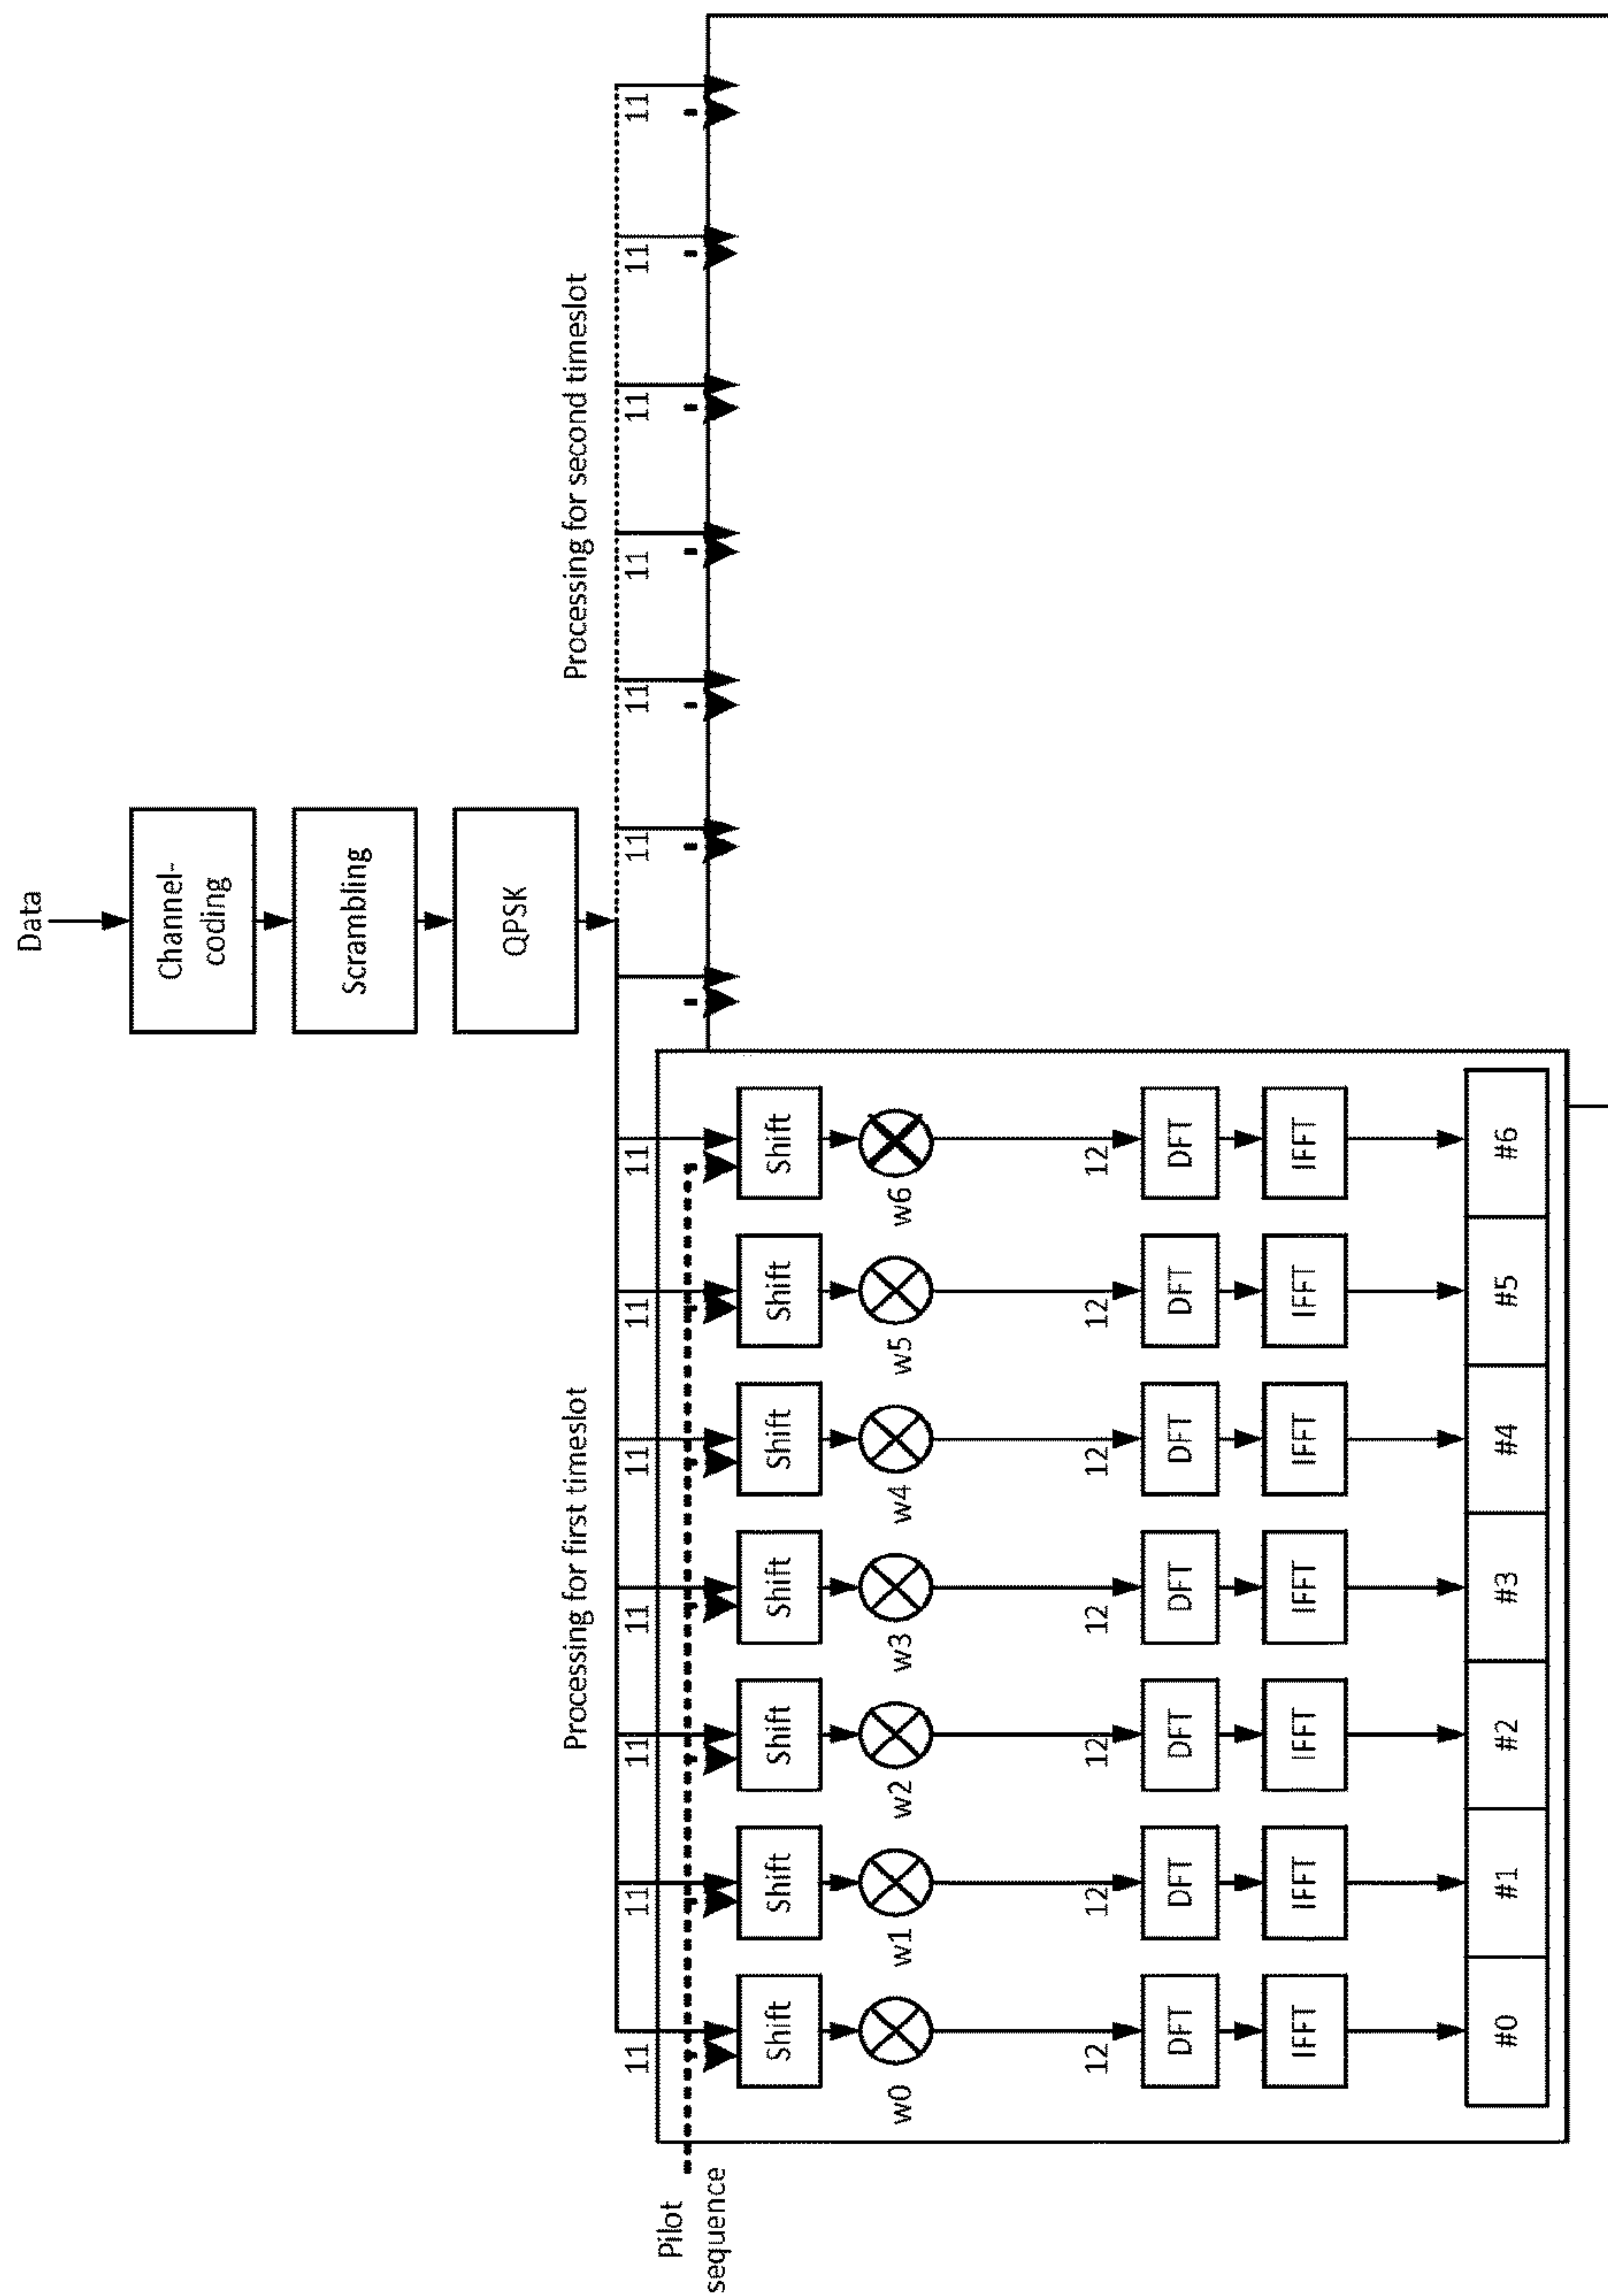 Data
Channel-
coding
Scrambling
QPSK
Processing for first timeslot
Processing for second timeslot
11 11 11 11 11 11 11 11 11 11 11 11 11
Pilot
sequence
Shift Shift Shift Shift Shift Shift Shift
w0 w1 w2 w3 w4 w5 w6
12 12 12 12 12 12 12
DFT DFT DFT DFT DFT DFT DFT
IFFT IFFT IFFT IFFT IFFT IFFT IFFT
#0 #1 #2 #3 #4 #5 #6